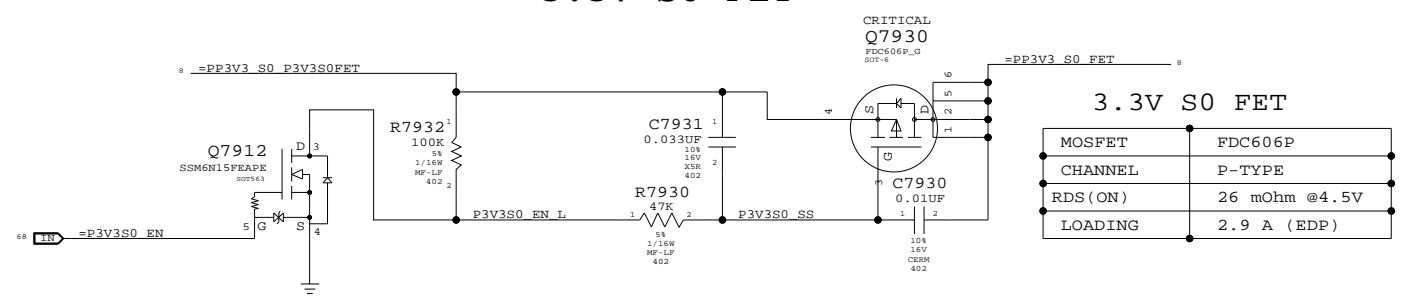 CRITICAL
Q7930
FDC606P_G
SOT-6
8 =PP3V3_S0_P3V3S0FET
=PP3V3_S0_FET 8
6
5
2
1
4
S
D
G
3
3.3V S0 FET
MOSFET FDC606P
CHANNEL P-TYPE
RDS(ON) 26 mOhm @4.5V
LOADING 2.9 A (EDP)
R7932 1
100K
5%
1/16W
MF-LF
402 2
C7931 1
0.033UF
10%
16V
X5R
402 2
Q7912
SSM6N15FEAPE
SOT563
D 3
5 G S 4
68 IN =P3V3S0_EN
P3V3S0_EN_L
R7930
47K
1 2
5%
1/16W
MF-LF
402
P3V3S0_SS
C7930
0.01UF
1 2
10%
16V
CERM
402